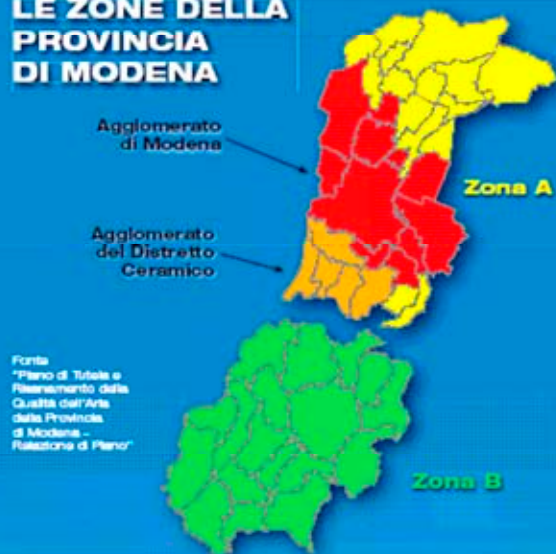 LE ZONE DELLA
PROVINCIA
DI MODENA
Agglomerato
di Modena
Zona A
Agglomerato
del Distretto
Ceramico
Fonte
"Piano di Tutela e
Risanamento della
Qualità dell'Aria
della Provincia
di Modena -
Relazione di Piano"
Zona B